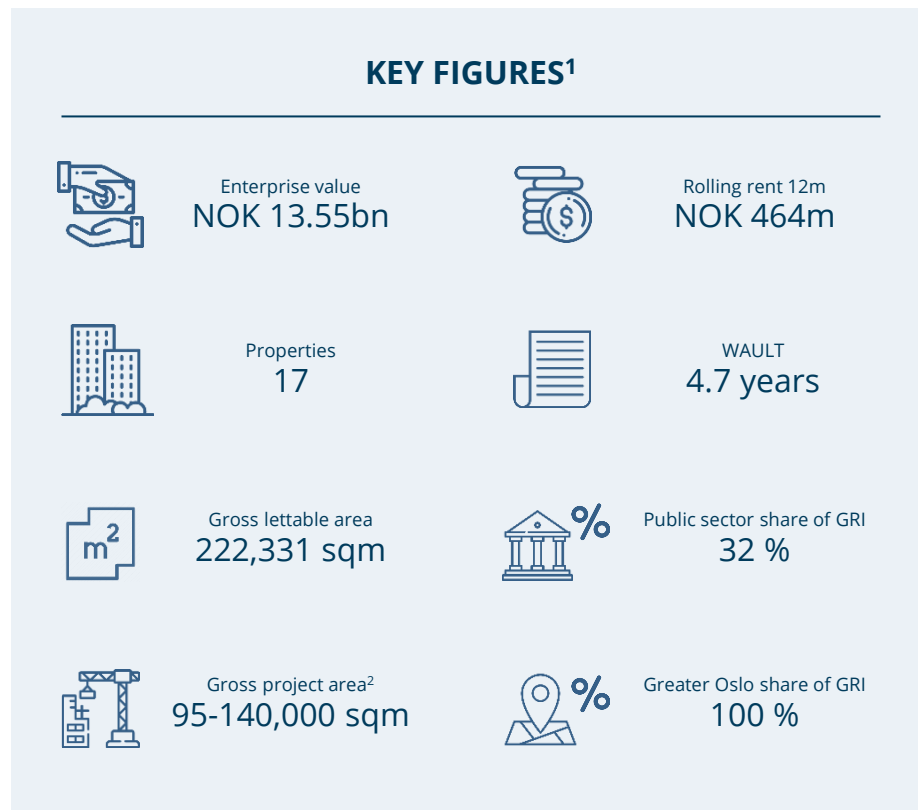 KEY FIGURES¹
Enterprise value
NOK 13.55bn
Rolling rent 12m
NOK 464m
Properties
17
WAULT
4.7 years
Gross lettable area
222,331 sqm
m²
Public sector share of GRI
32 %
%
Gross project area²
95-140,000 sqm
Greater Oslo share of GRI
100 %
%